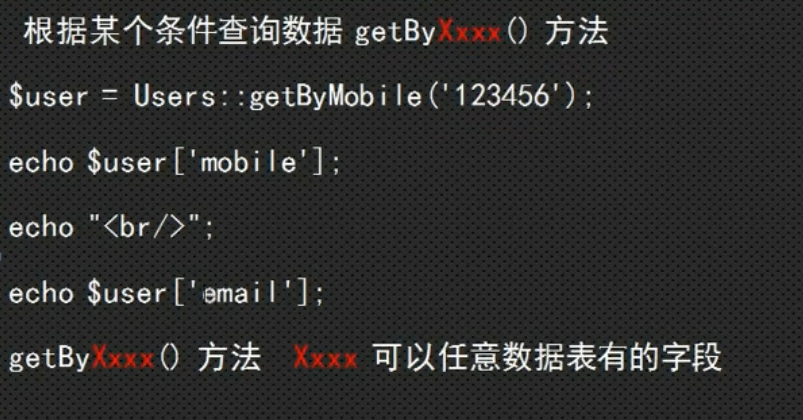 根据某个条件查询数据 getByXxxx() 方法
$user = Users::getByMobile('123456');
echo $user['mobile'];
echo "<br/>";
echo $user['email'];
getByXxxx() 方法 Xxxx 可以任意数据表有的字段